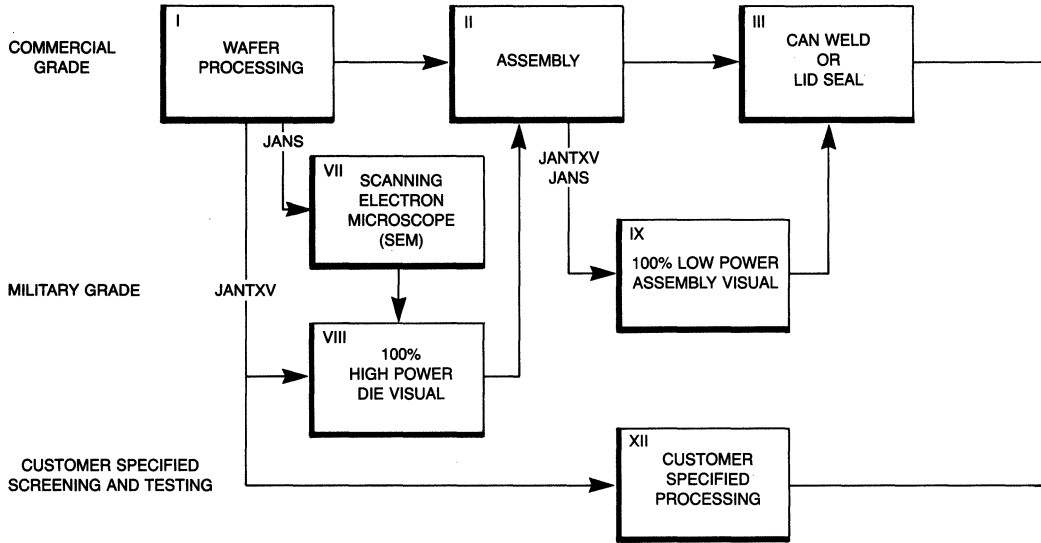 COMMERCIAL
GRADE
I
WAFER
PROCESSING
II
ASSEMBLY
III
CAN WELD
OR
LID SEAL
JANS
JANTXV
JANS
VII
SCANNING
ELECTRON
MICROSCOPE
(SEM)
IX
100% LOW POWER
ASSEMBLY VISUAL
MILITARY GRADE
JANTXV
VIII
100%
HIGH POWER
DIE VISUAL
CUSTOMER SPECIFIED
SCREENING AND TESTING
XII
CUSTOMER
SPECIFIED
PROCESSING